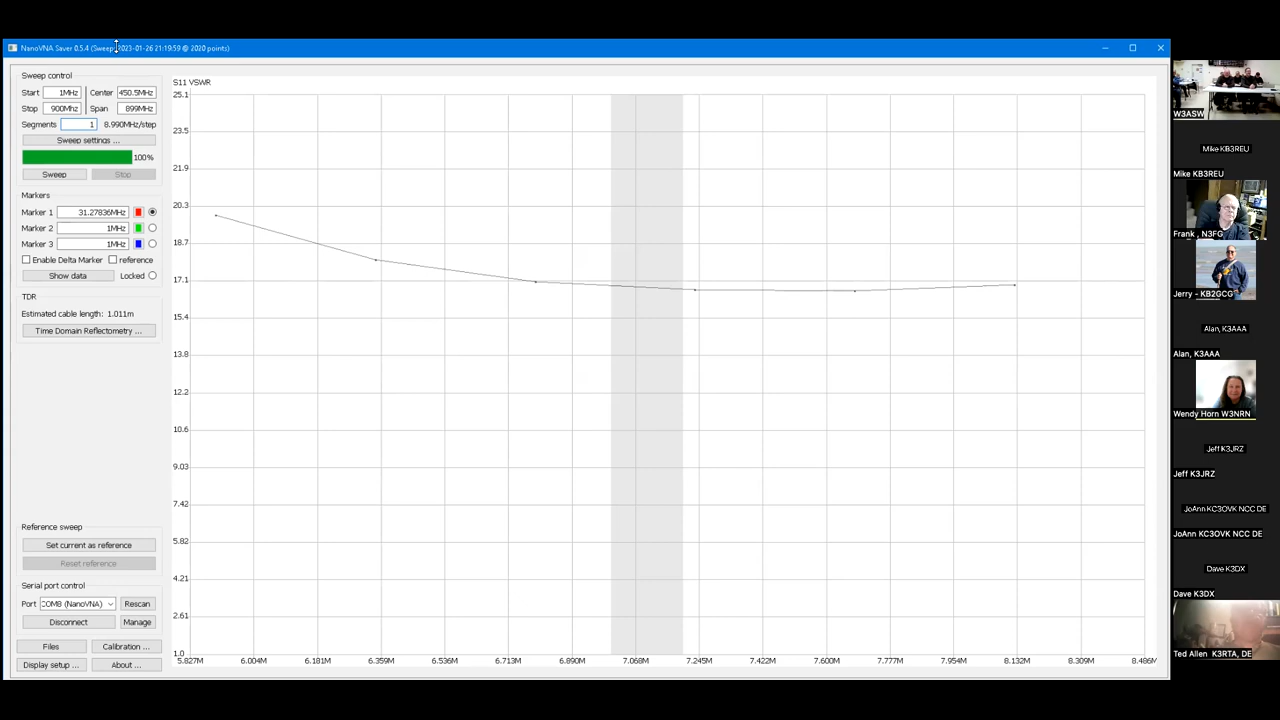 NanoVNA Saver 0.5.4 (Sweep: 2023-01-26 21:19:59 @ 2020 points)
Sweep control
Start 1MHz Center 450.5MHz
Stop 900Mhz Span 899MHz
Segments 1 8.990MHz/step
Sweep settings ...
100%
Sweep Stop
Markers
Marker 1 31.27836MHz
Marker 2 1MHz
Marker 3 1MHz
Enable Delta Marker reference
Show data Locked
TDR
Estimated cable length: 1.011m
Time Domain Reflectometry ...
Reference sweep
Set current as reference
Reset reference
Serial port control
Port COM8 (NanoVNA) Rescan
Disconnect Manage
Files Calibration ...
Display setup ... About ...
S11 VSWR
25.1
23.5
21.9
20.3
18.7
17.1
15.4
13.8
12.2
10.6
9.03
7.42
5.82
4.21
2.61
1.0
5.827M 6.004M 6.181M 6.359M 6.536M 6.713M 6.890M 7.068M 7.245M 7.422M 7.600M 7.777M 7.954M 8.132M 8.309M 8.486M
W3ASW
Mike KB3REU
Mike KB3REU
Frank , N3FG
Jerry - KB2GCG
Alan, K3AAA
Alan, K3AAA
Wendy Horn W3NRN
Jeff K3JRZ
Jeff K3JRZ
JoAnn KC3OVK NCC DE
JoAnn KC3OVK NCC DE
Dave K3DX
Dave K3DX
Ted Allen K3RTA, DE